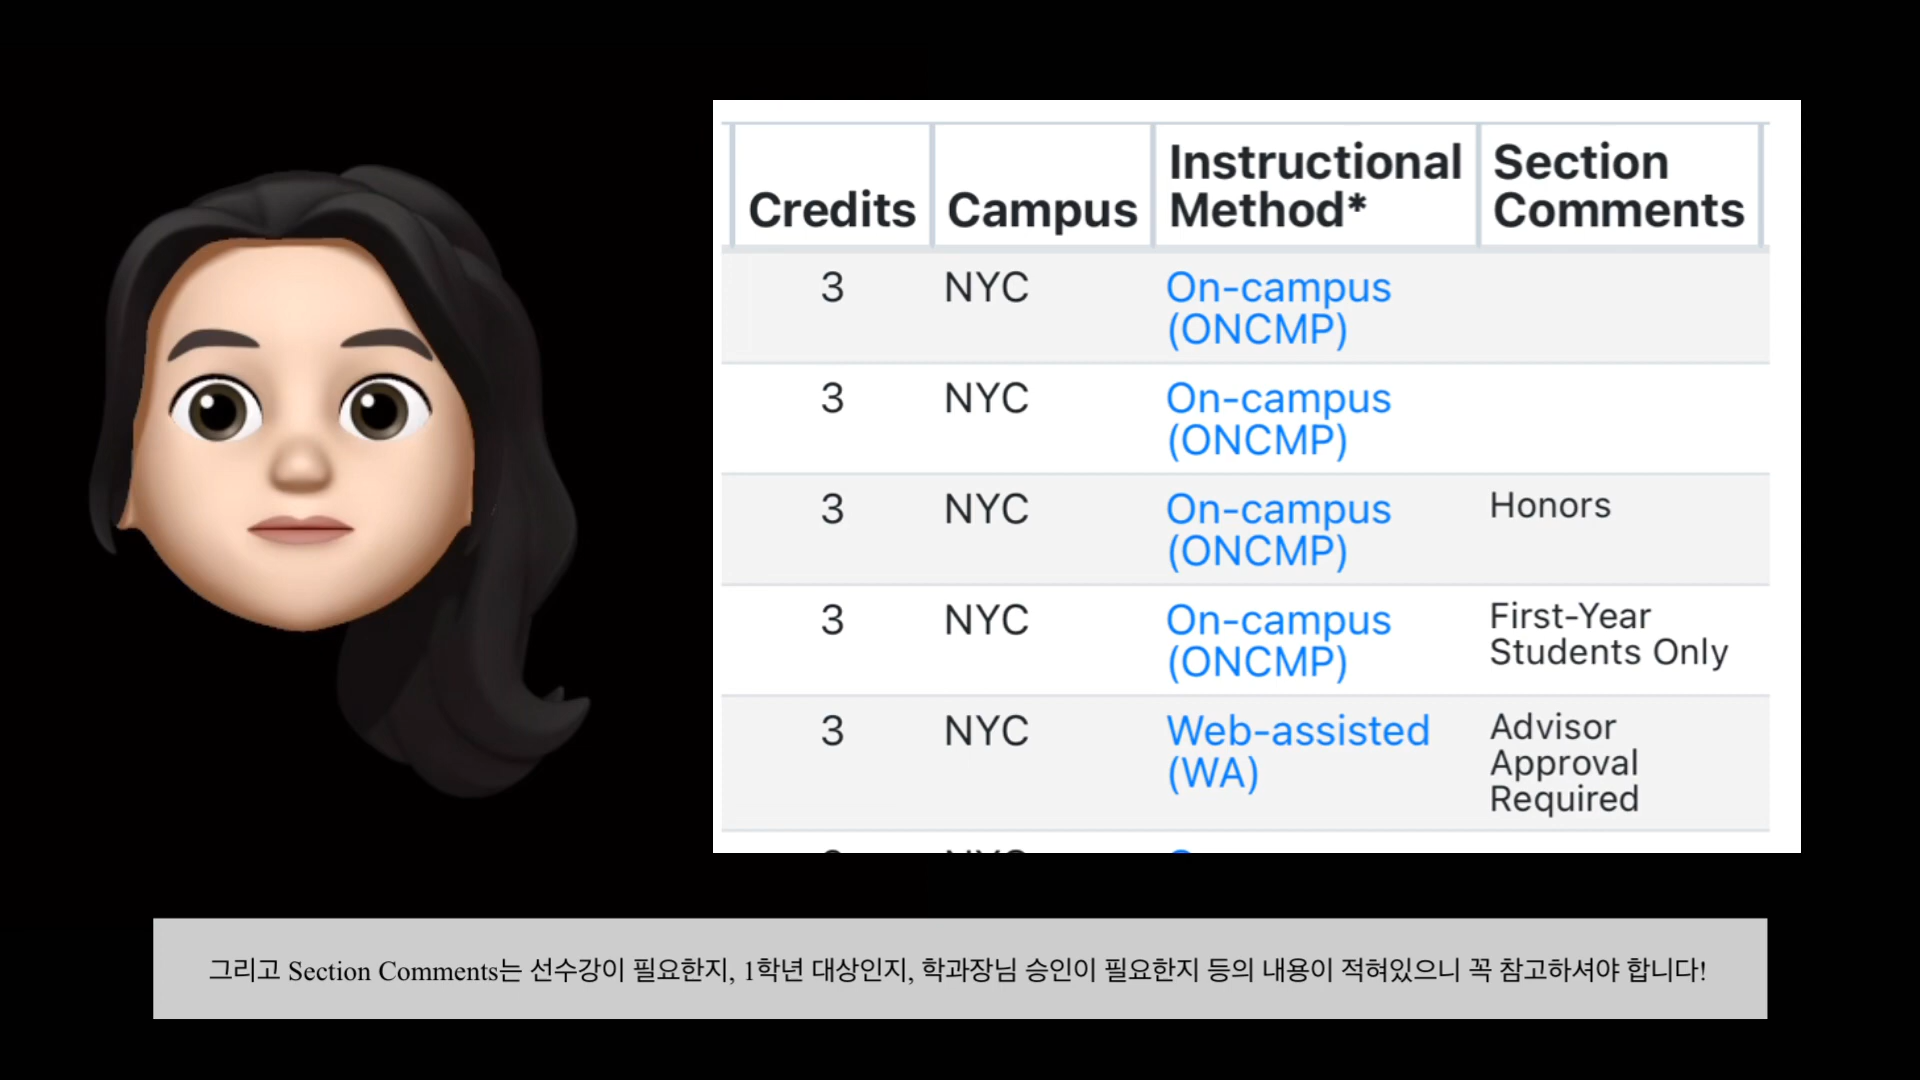 Credits Campus Instructional Method* Section Comments
3 NYC On-campus (ONCMP)
3 NYC On-campus (ONCMP)
3 NYC On-campus (ONCMP) Honors
3 NYC On-campus (ONCMP) First-Year Students Only
3 NYC Web-assisted (WA) Advisor Approval Required
그리고 Section Comments는 선수강이 필요한지, 1학년 대상인지, 학과장님 승인이 필요한지 등의 내용이 적혀있으니 꼭 참고하셔야 합니다!